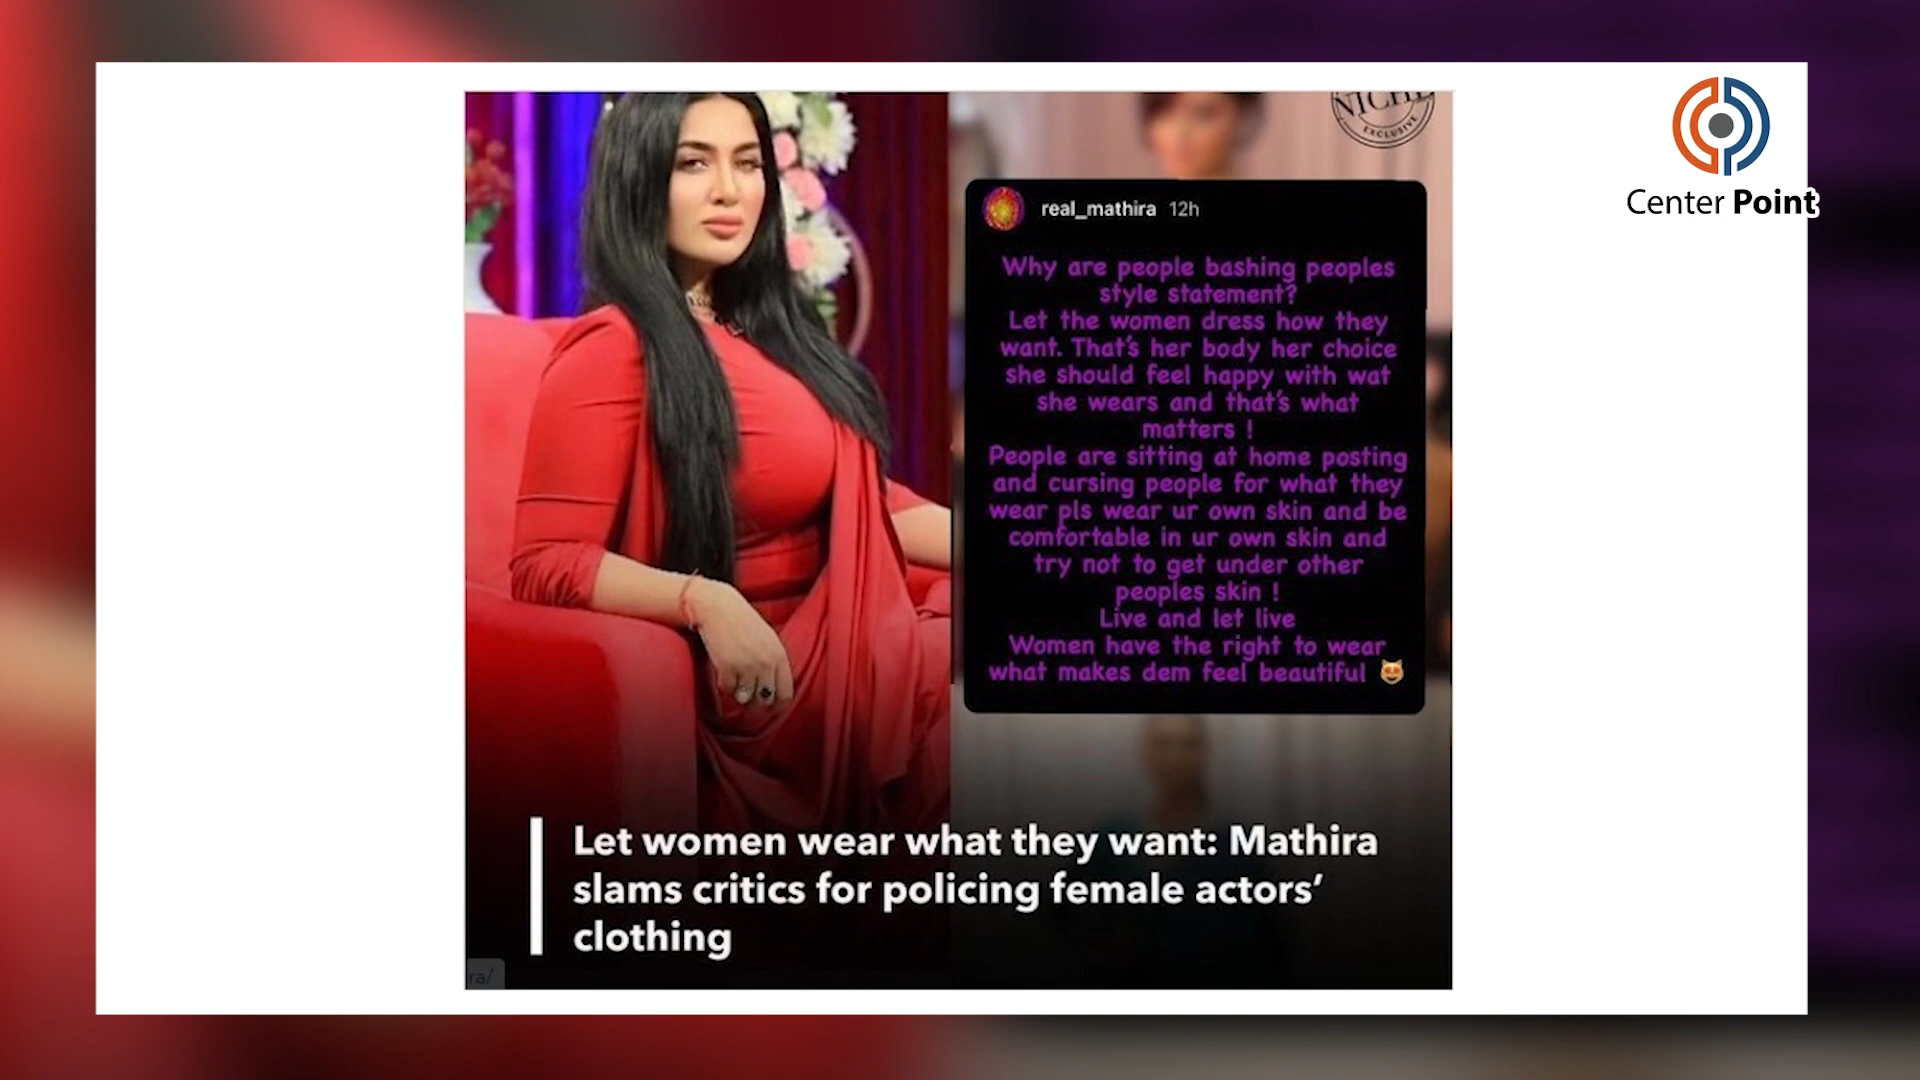 NICHE
EXCLUSIVE
Center Point
real_mathira 12h
Why are people bashing peoples
style statement?
Let the women dress how they
want. That's her body her choice
she should feel happy with wat
she wears and that's what
matters !
People are sitting at home posting
and cursing people for what they
wear pls wear ur own skin and be
comfortable in ur own skin and
try not to get under other
peoples skin !
Live and let live
Women have the right to wear
what makes dem feel beautiful 😻
Let women wear what they want: Mathira
slams critics for policing female actors’
clothing
ra/